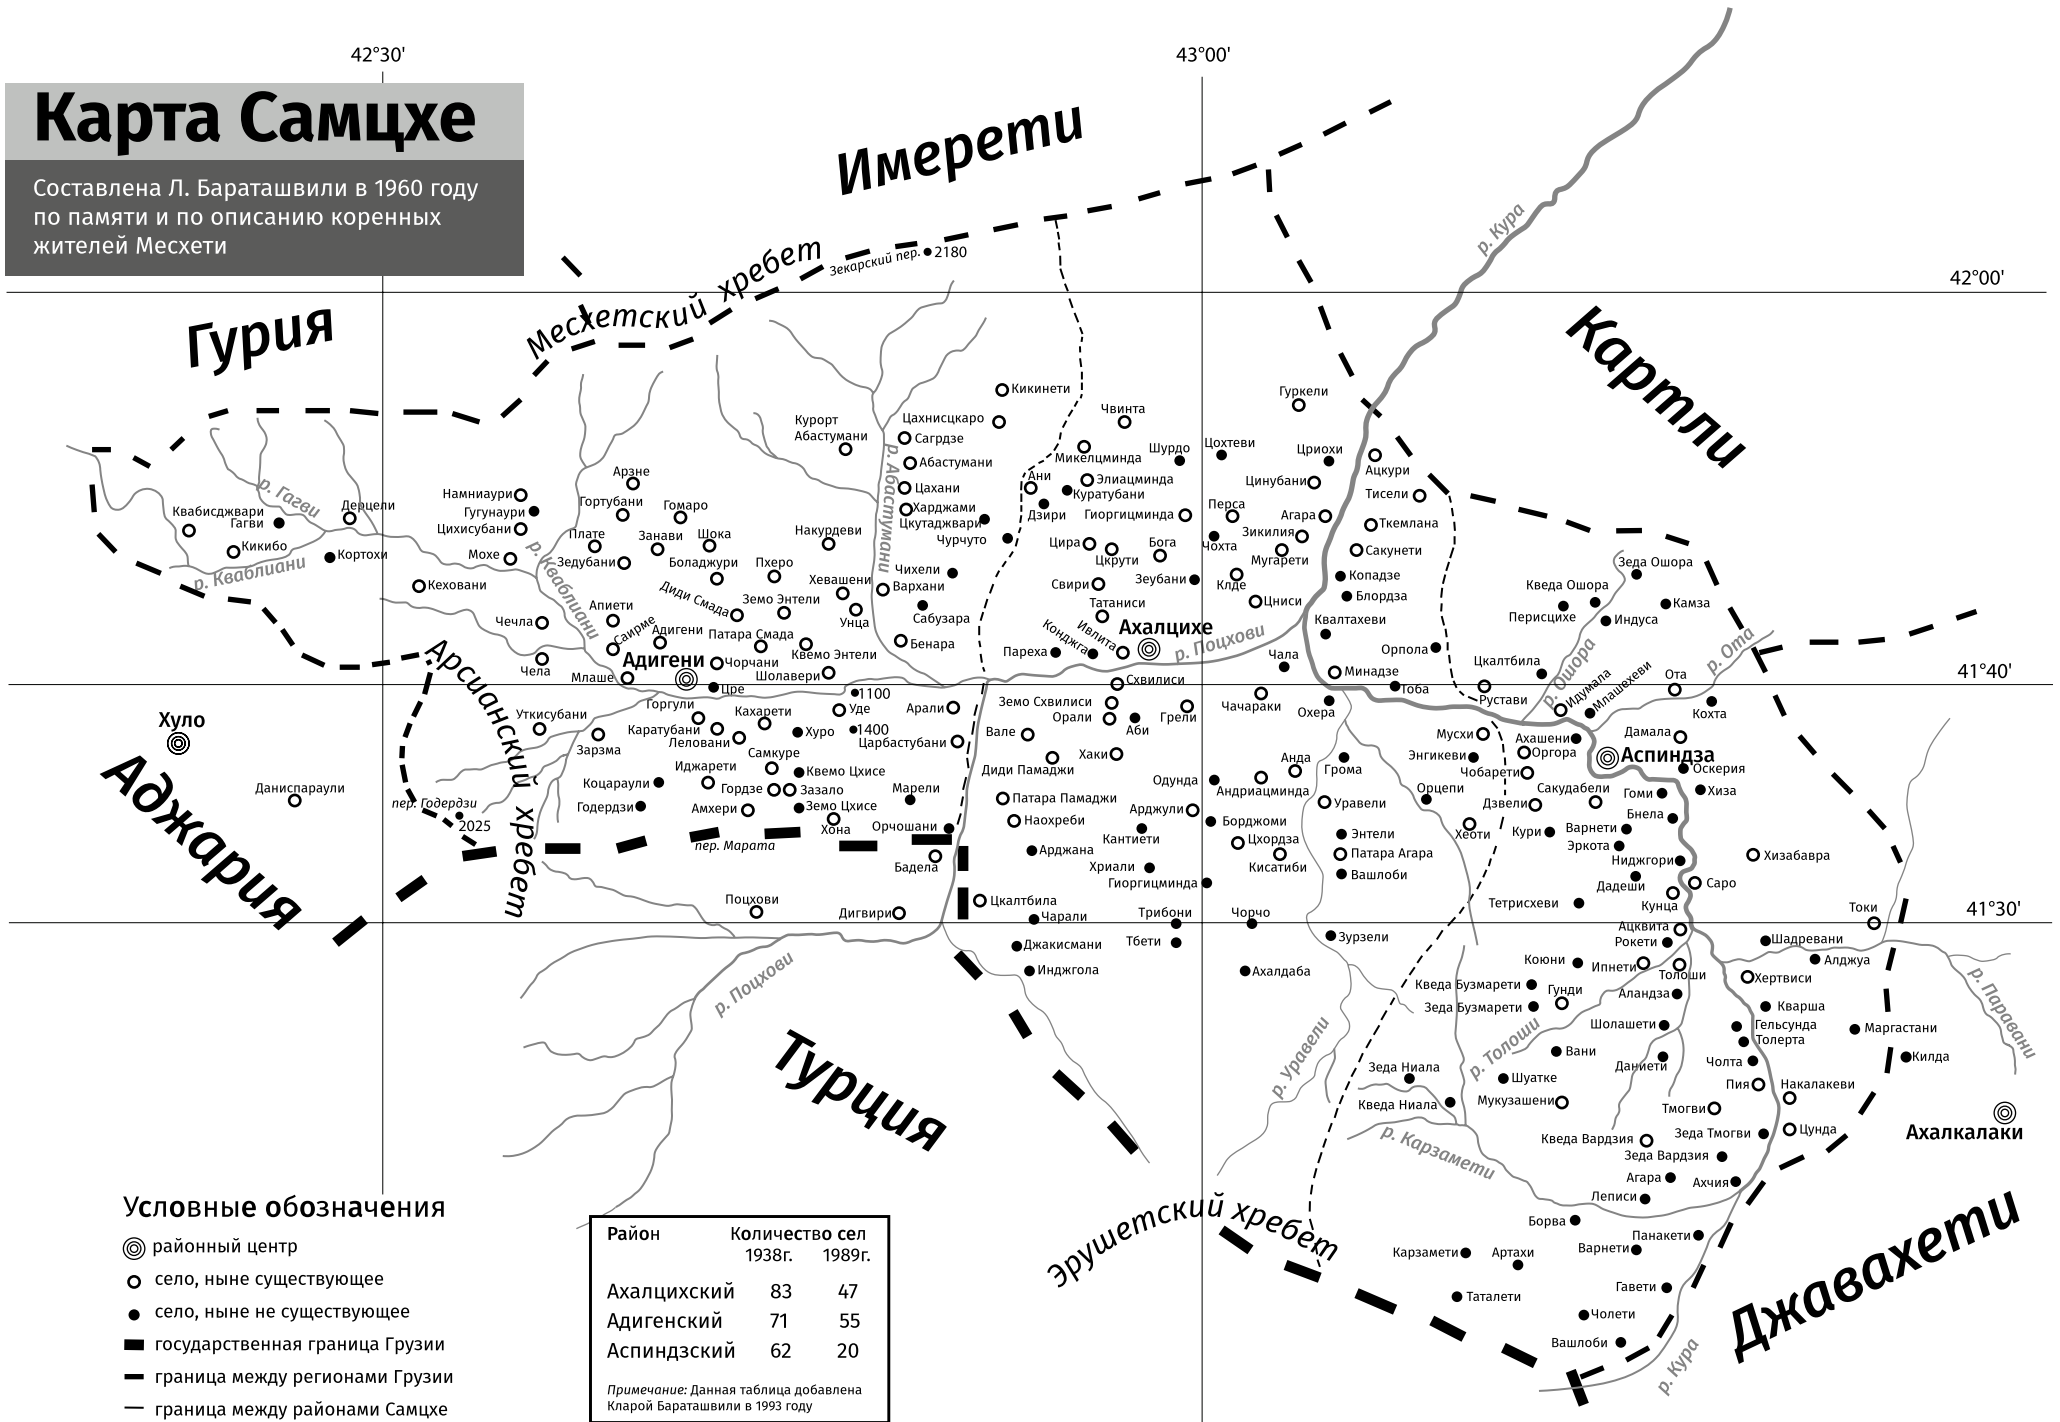 42°30'
43°00'
Карта Самцхе
Составлена Л. Бараташвили в 1960 году
по памяти и по описанию коренных
жителей Месхети
Имерети
р. Кура
Зекарский пер.
2180
Месхетский хребет
42°00'
Гурия
Картли
Кикинети
Гуркели
Чвинта
Курорт
Абастумани
Цахнисцкаро
Сагрдзе
Абастумани
Микелцминда
Шурдо
Цохтеви
Цриохи
Ацкури
р. Абастумани
Арзне
Цахани
Ани
Элиацминда
Куратубани
Цинубани
Тисели
р. Гагви
Дерцели
Намниаури
Гугунаури
Цихисубани
Гортубани
Гомаро
Харджами
Цкутаджвари
Дзири
Гиоргицминда
Перса
Агара
Ткемлана
Квабисджвари
Гагви
Кикибо
Кортохи
Мохе
Плате
Занави
Шока
Накурдеви
Чурчуто
Цира
Цкрути
Бога
Чохта
Зикилия
Мугарети
Сакунети
р. Кваблиани
р. Кваблиани
Зедубани
Боладжури
Пхеро
Хевашени
Чихели
Вархани
Свири
Зеубани
Клде
Копадзе
Зеда Ошора
Кеховани
Диди Смада
Земо Энтели
Унца
Сабузара
Татаниси
Цниси
Блордза
Кведа Ошора
Перисцихе
Камза
Индуса
Чечла
Апиети
Саирме
Адигени
Патара Смада
Квемо Энтели
Бенара
Конджга
Ивлита
Ахалцихе
р. Поцхови
Квалтахеви
р. Ошора
р. Ота
Чела
Млаше
Адигени
Чорчани
Шолавери
Пареха
Чала
Орпола
Минадзе
Цкалтбила
Идумала
Млашехеви
Ота
41°40'
Арсианский хребет
Цре
1100
Схвилиси
Тоба
Рустави
Хуло
Уткисубани
Горгули
Кахарети
Уде
Арали
Земо Схвилиси
Орали
Аби
Грели
Чачараки
Охера
Кохта
Аджария
Зарзма
Каратубани
Леловани
Хуро
1400
Царбастубани
Вале
Хаки
Мусхи
Ахашени
Оргора
Дамала
Аспиндза
Самкуре
Диди Памаджи
Анда
Грома
Энгикеви
Чобарети
Оскерия
Даниспараули
Коцараули
Иджарети
Квемо Цхисе
Марели
Одунда
Андриацминда
Орцепи
Сакудабели
Хиза
Гоми
пер. Годердзи
2025
Годердзи
Гордзе
Зазало
Амхери
Земо Цхисе
Хона
Орчошани
Патара Памаджи
Арджули
Уравели
Дзвели
Бнела
Наохреби
Кантиети
Борджоми
Энтели
Хеоти
Кури
Варнети
Эркота
пер. Марата
Бадела
Арджана
Хриали
Цхордза
Кисатиби
Патара Агара
Вашлоби
Ниджгори
Хизабавра
Гиоргицминда
Дадеши
Саро
Поцхови
Дигвири
Цкалтбила
Чарали
Трибони
Чорчо
Тетрисхеви
Кунца
Токи
41°30'
Джакисмани
Тбети
Зурзели
Ацквита
Рокети
Шадревани
Инджгола
Ахалдаба
Коюни
Ипнети
Толоши
Алджуа
р. Поцхови
Кведа Бузмарети
Гунди
Аландза
Хертвиси
р. Паравани
Зеда Бузмарети
Кварша
Турция
р. Уравели
р. Толоши
Шолашети
Гельсунда
Толерта
Маргастани
Вани
Даниети
Чолта
Килда
Зеда Ниала
Шуатке
Пия
Накалакеви
Кведа Ниала
Мукузашени
Тмогви
р. Карзамети
Кведа Вардзия
Зеда Тмогви
Цунда
Ахалкалаки
Зеда Вардзия
Агара
Ахчия
Леписи
Эрушетский хребет
Борва
Панакети
Карзамети
Артахи
Варнети
Джавахети
Таталети
Гавети
Чолети
Вашлоби
р. Кура
Условные обозначения
районный центр
село, ныне существующее
село, ныне не существующее
государственная граница Грузии
граница между регионами Грузии
граница между районами Самцхе
Район Количество сел
1938г. 1989г.
Ахалцихский 83 47
Адигенский 71 55
Аспиндзский 62 20
Примечание: Данная таблица добавлена
Кларой Бараташвили в 1993 году